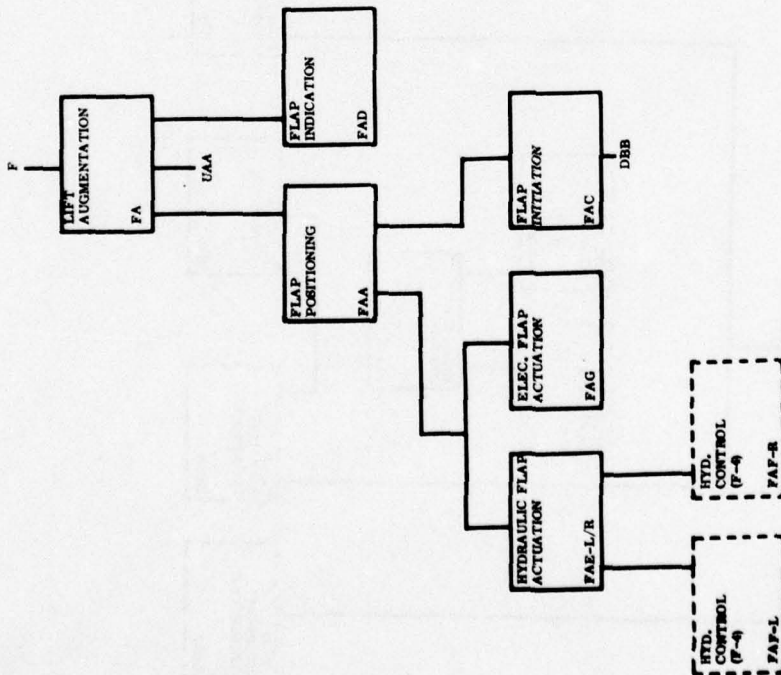 F
LIFT
AUGMENTATION
FA
UAA
FLAP
POSITIONING
FAA
FLAP
INDICATION
FAD
HYDRAULIC FLAP
ACTUATION
FAE-L/R
ELEC. FLAP
ACTUATION
FAG
FLAP
INITIATION
FAC
DBB
HYD.
CONTROL
(F-4)
FAF-L
HYD.
CONTROL
(F-4)
FAF-R